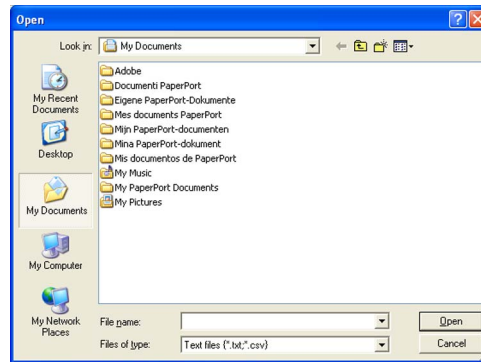 Open
Look in:
My Documents
My Recent
Documents
Desktop
My Documents
My Computer
My Network
Places
Adobe
Documenti PaperPort
Eigene PaperPort-Dokumente
Mes documents PaperPort
Mijn PaperPort-documenten
Mina PaperPort-dokument
Mis documentos de PaperPort
My Music
My PaperPort Documents
My Pictures
File name:
Open
Files of type:
Text files {*.txt;*.csv}
Cancel